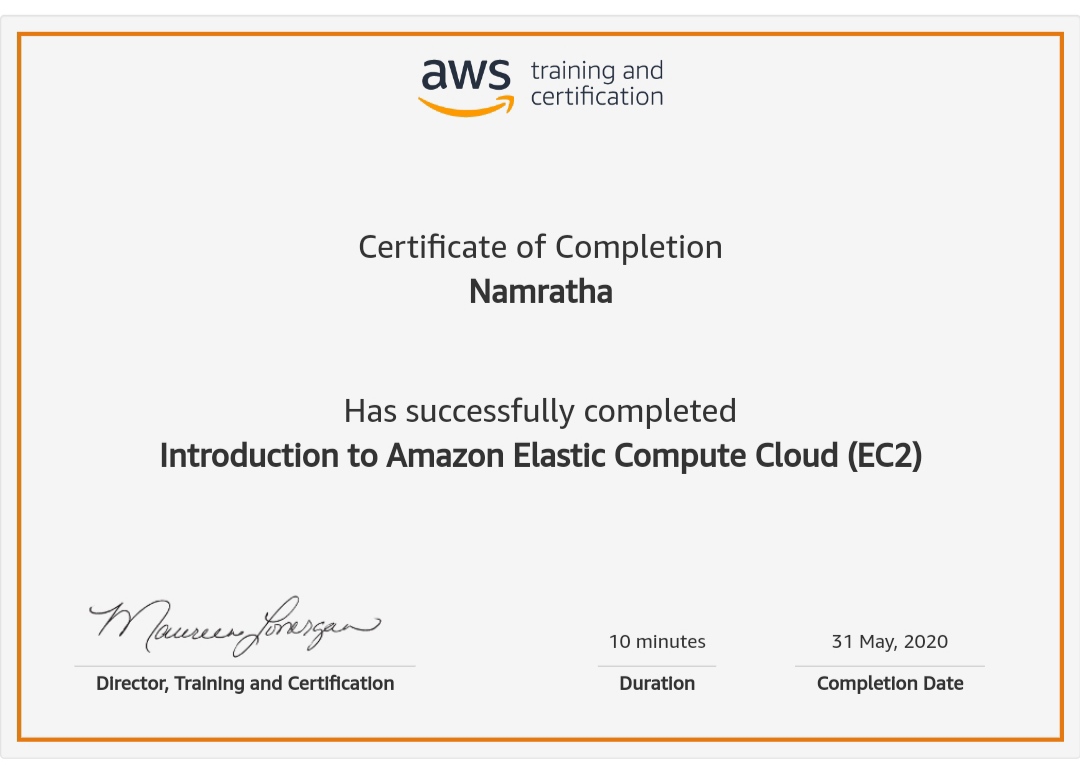 aws training and
certification
Certificate of Completion
Namratha
Has successfully completed
Introduction to Amazon Elastic Compute Cloud (EC2)
Maureen Lonergan
10 minutes
31 May, 2020
Director, Training and Certification
Duration
Completion Date